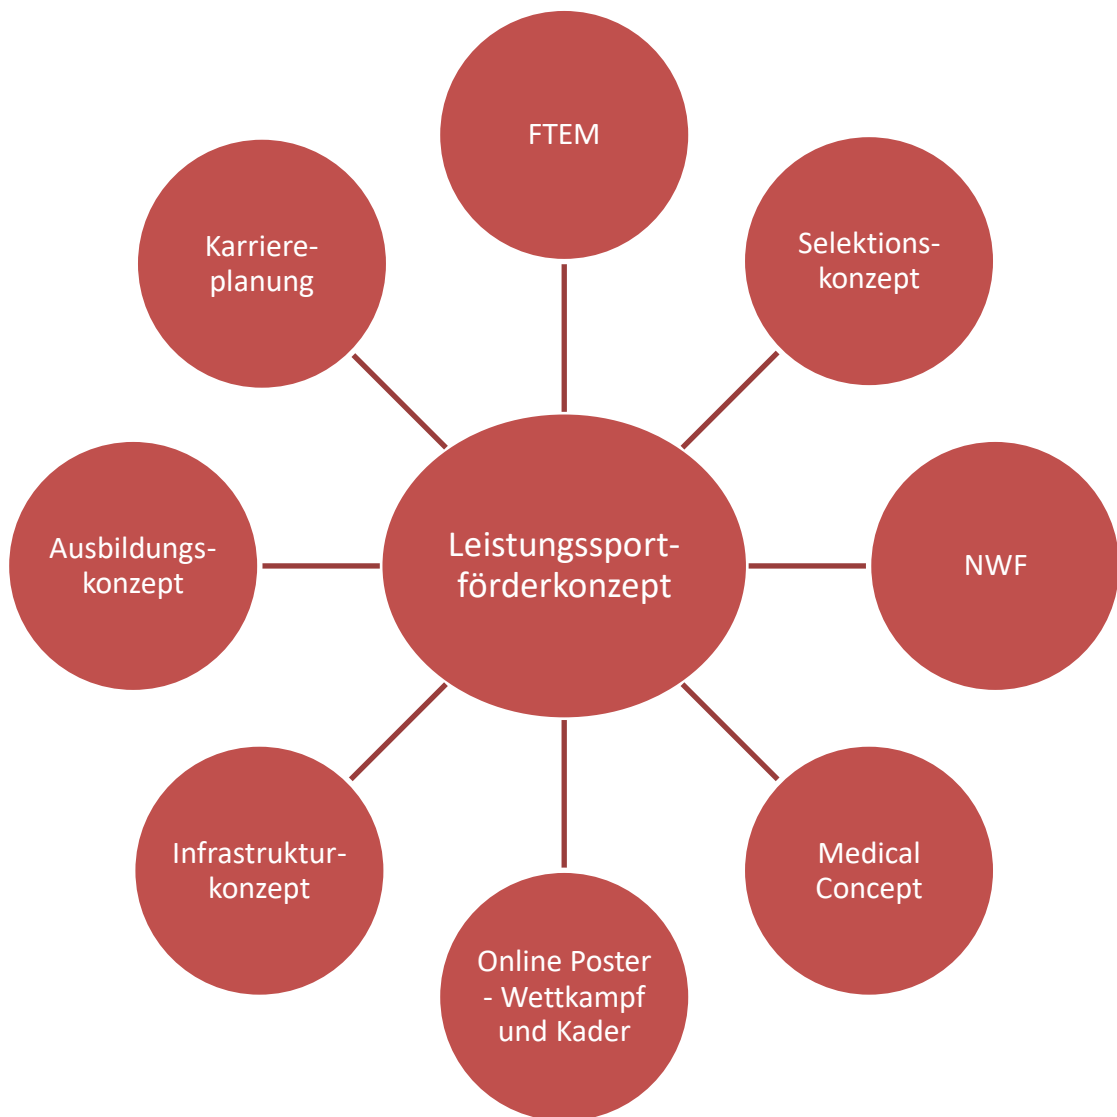 FTEM
Selektions-
konzept
NWF
Medical
Concept
Online Poster
- Wettkampf
und Kader
Infrastruktur-
konzept
Ausbildungs-
konzept
Karriere-
planung
Leistungssport-
förderkonzept